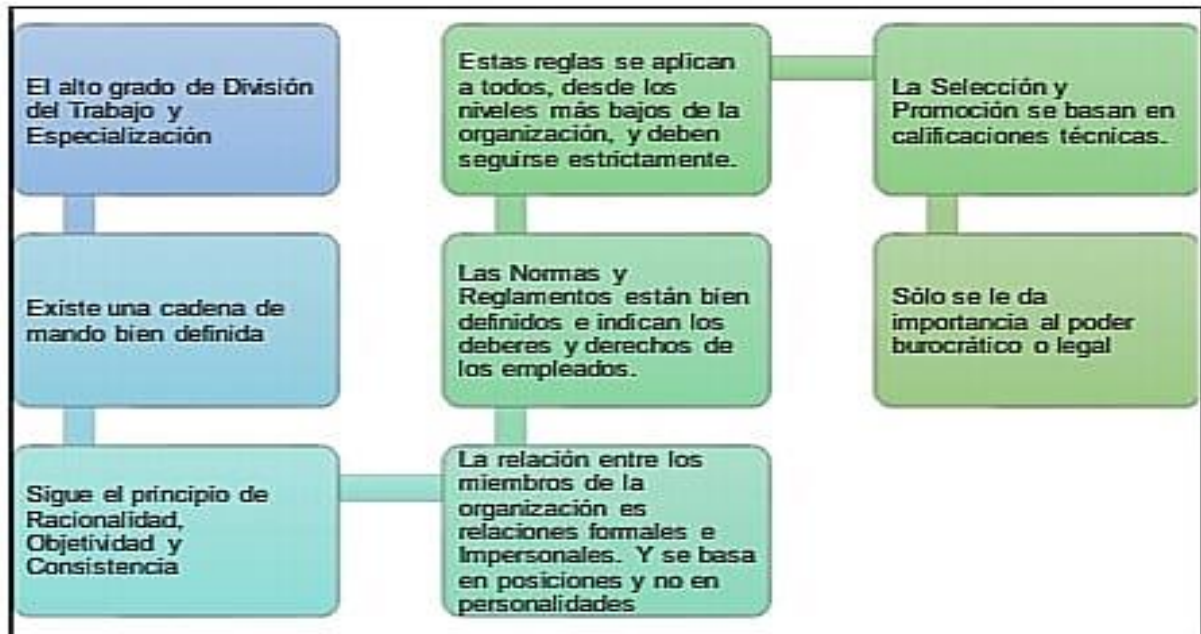 El alto grado de División
del Trabajo y
Especialización
Existe una cadena de
mando bien definida
Sigue el principio de
Racionalidad,
Objetividad y
Consistencia
La relación entre los
miembros de la
organización es
relaciones formales e
Impersonales. Y se basa
en posiciones y no en
personalidades
Las Normas y
Reglamentos están bien
definidos e indican los
deberes y derechos de
los empleados.
Estas reglas se aplican
a todos, desde los
niveles más bajos de la
organización, y deben
seguirse estrictamente.
La Selección y
Promoción se basan en
calificaciones técnicas.
Sólo se le da
importancia al poder
burocrático o legal